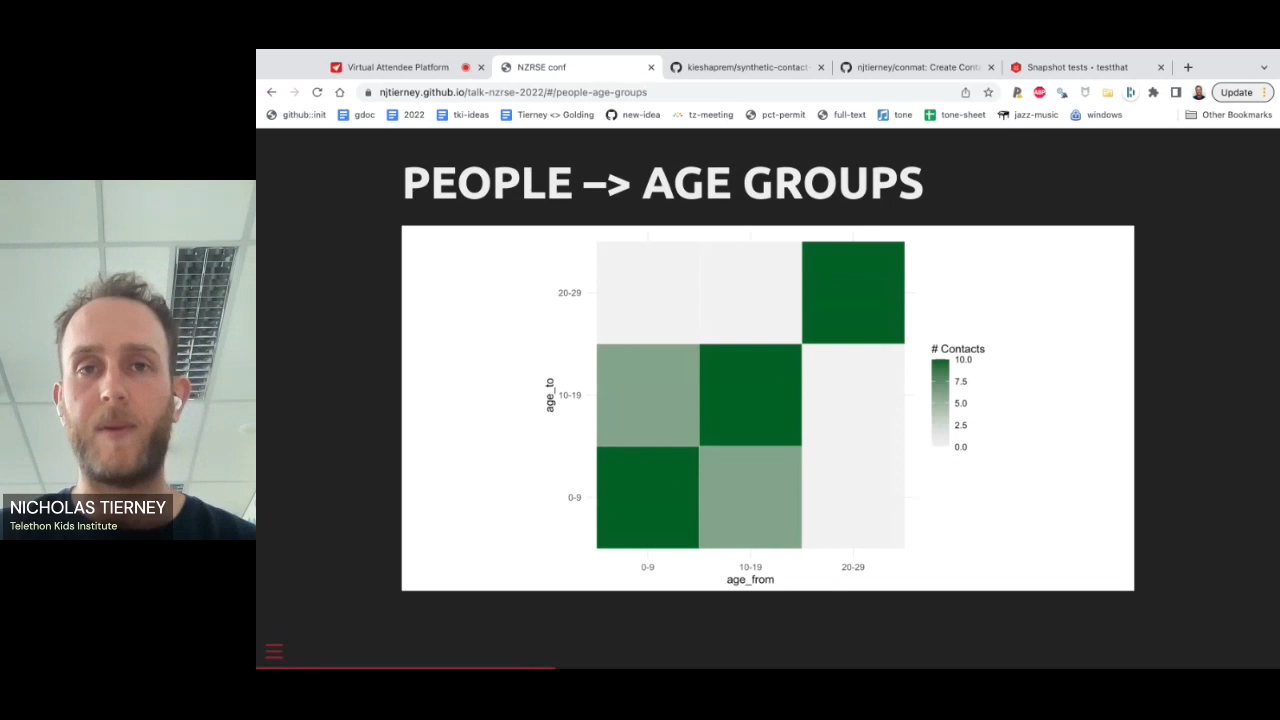 Virtual Attendee Platform
NZRSE conf
kieshaprem/synthetic-contact-
njtierney/conmat: Create Conta
Snapshot tests • testthat
njtierney.github.io/talk-nzrse-2022/#/people-age-groups
Update
github::init
gdoc
2022
tki-ideas
Tierney <> Golding
new-idea
tz-meeting
pct-permit
full-text
tone
tone-sheet
jazz-music
windows
Other Bookmarks
PEOPLE –> AGE GROUPS
20-29
10-19
0-9
age_to
0-9
10-19
20-29
age_from
# Contacts
10.0
7.5
5.0
2.5
0.0
NICHOLAS TIERNEY
Telethon Kids Institute